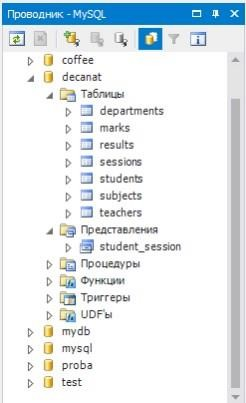 Проводник - MySQL
coffee
decanat
Таблицы
departments
marks
results
sessions
students
subjects
teachers
Представления
student_session
Процедуры
Функции
Триггеры
UDF'ы
mydb
mysql
proba
test